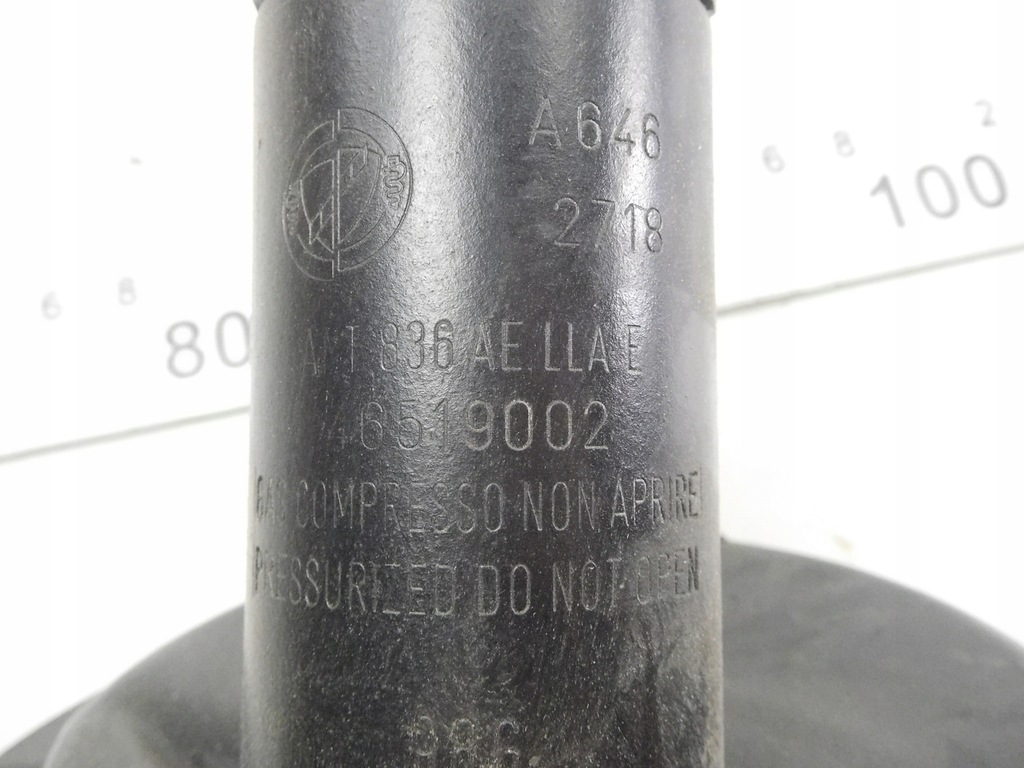 A646
2718
836 AE. LLA E
46519002
COMPRESSO NON APRIRE
PRESSURIZED DO NOT OPEN
6 8 80
6 8 100 2